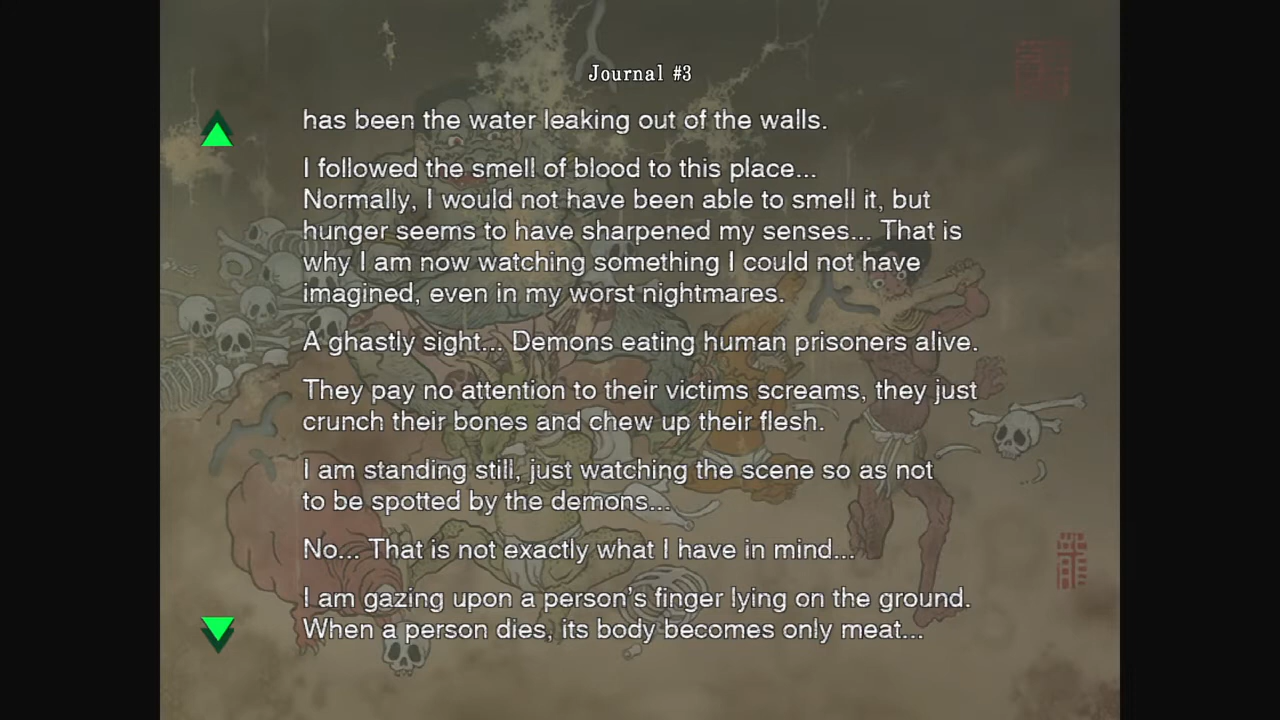 Journal #3
has been the water leaking out of the walls.
I followed the smell of blood to this place...
Normally, I would not have been able to smell it, but
hunger seems to have sharpened my senses... That is
why I am now watching something I could not have
imagined, even in my worst nightmares.
A ghastly sight... Demons eating human prisoners alive.
They pay no attention to their victims screams, they just
crunch their bones and chew up their flesh.
I am standing still, just watching the scene so as not
to be spotted by the demons...
No... That is not exactly what I have in mind...
I am gazing upon a person's finger lying on the ground.
When a person dies, its body becomes only meat...